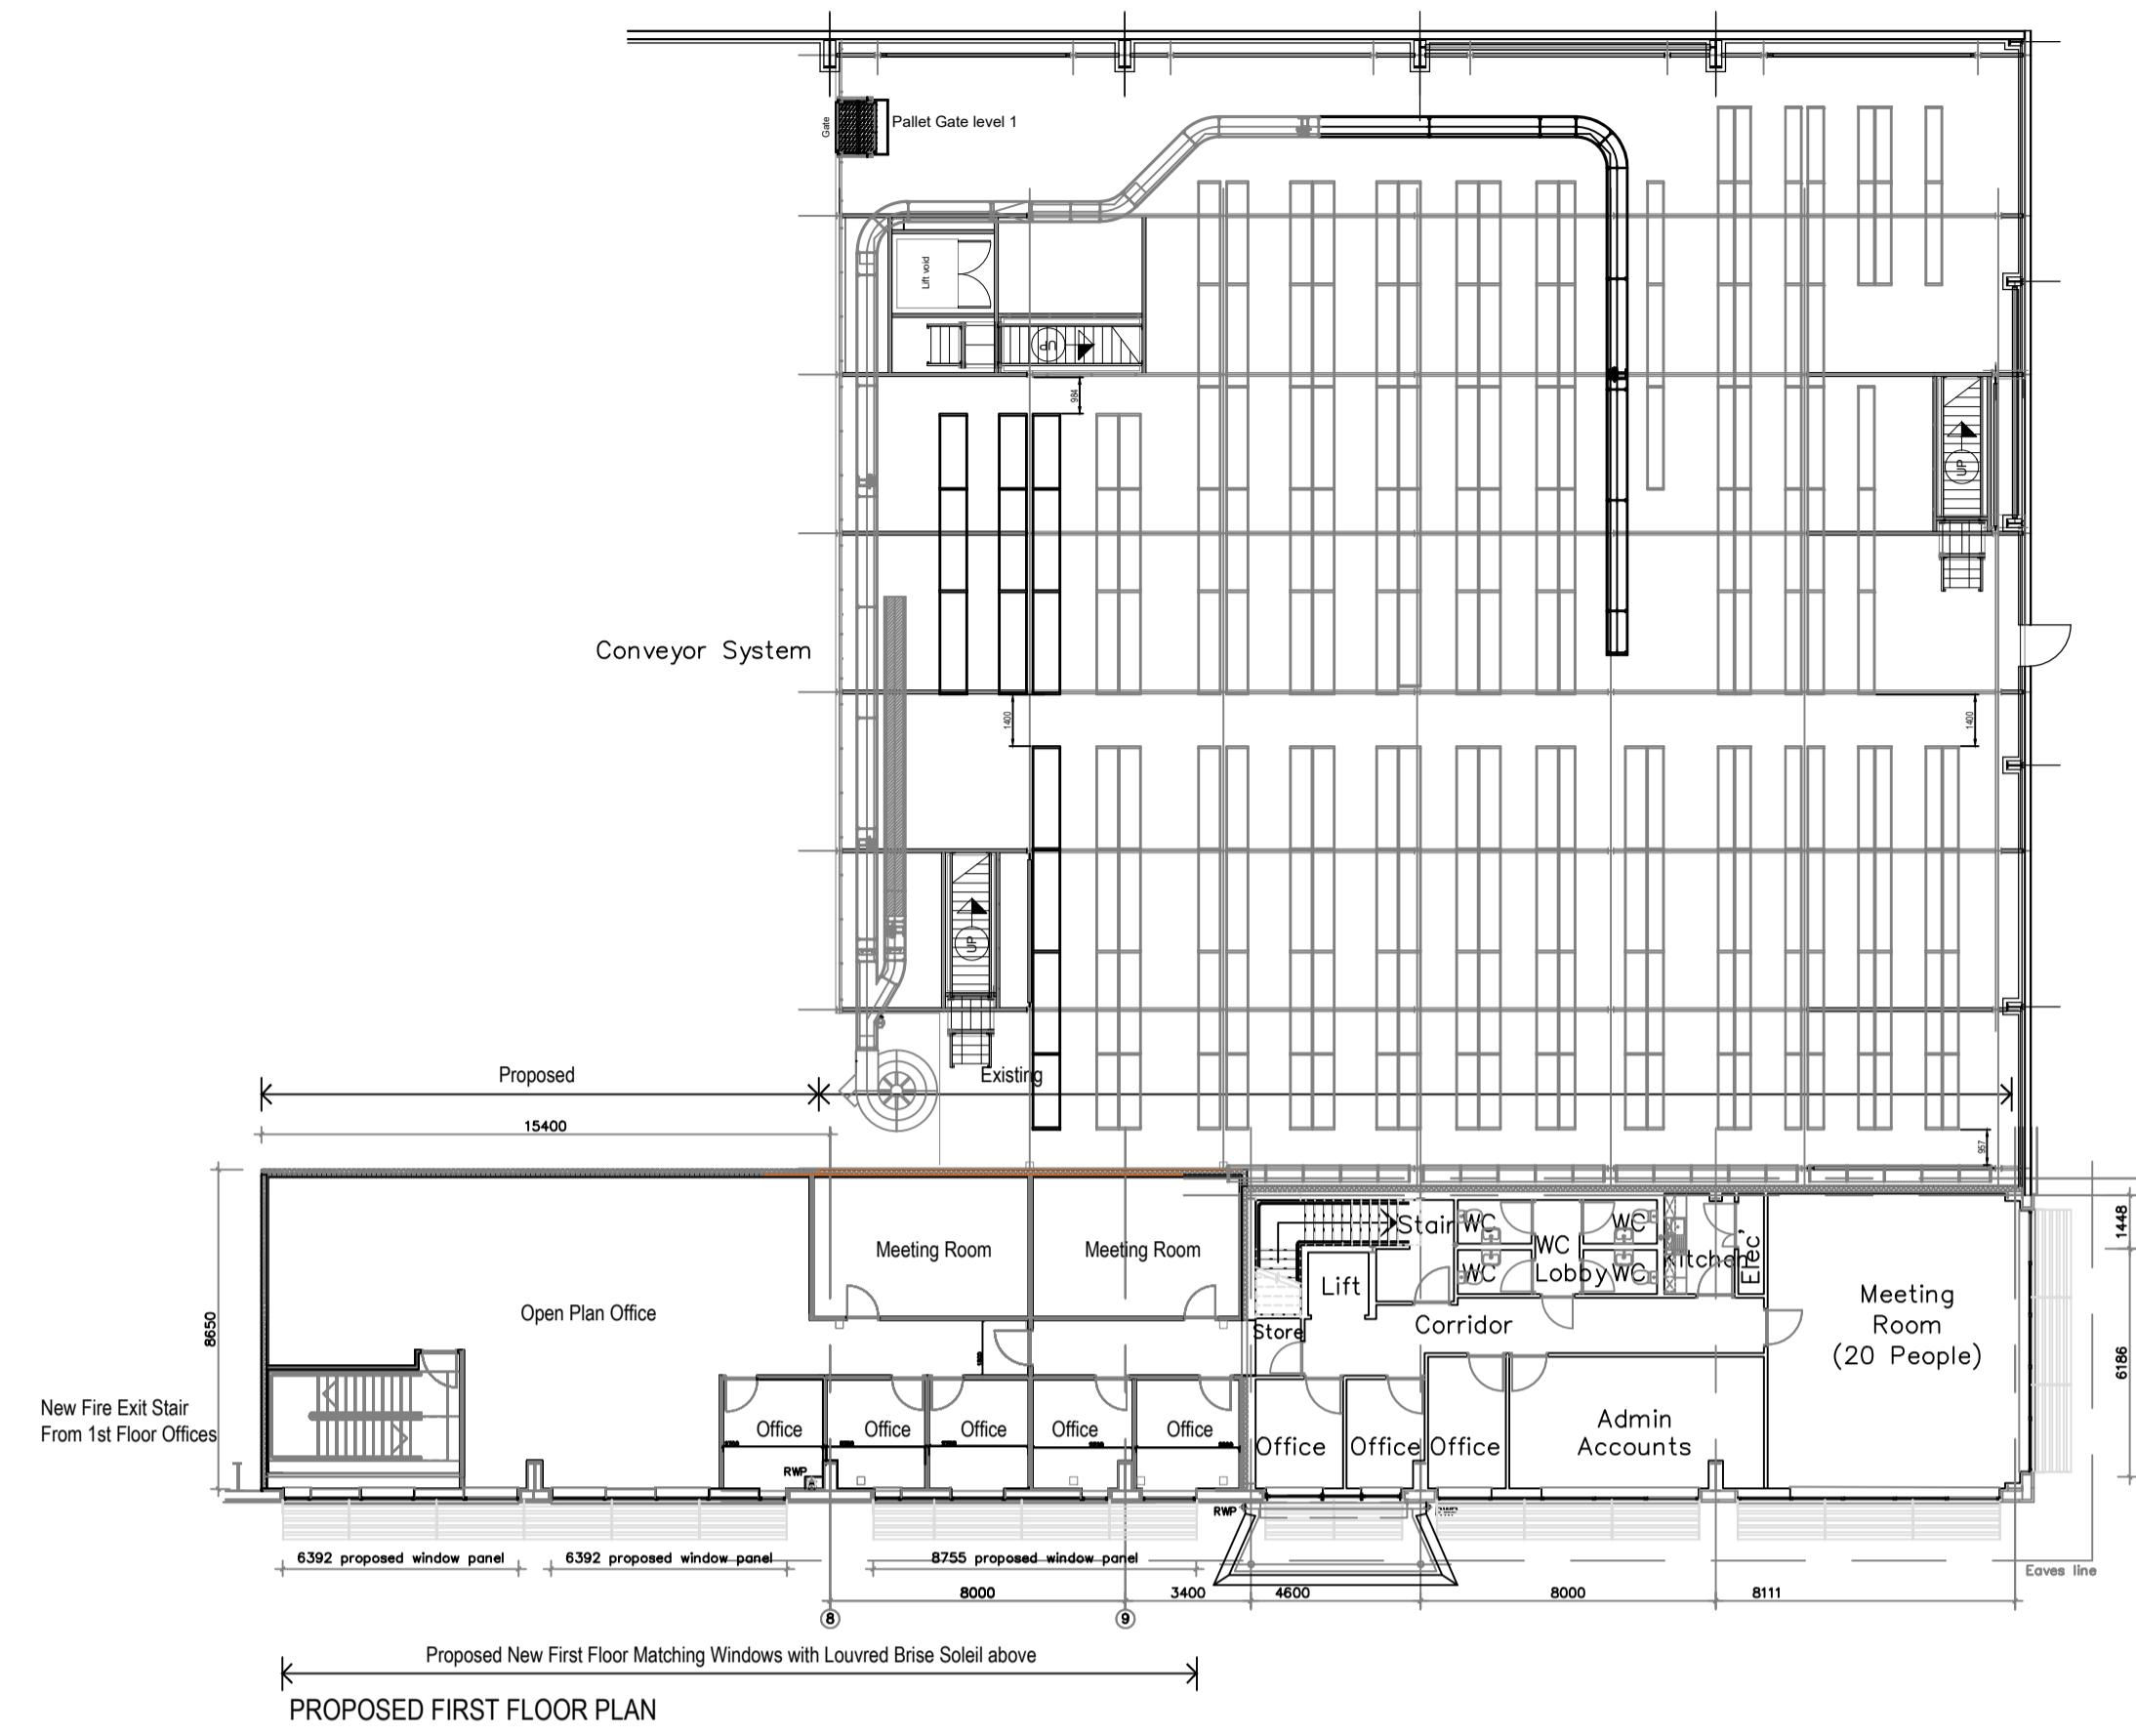 Gate
Pallet Gate level 1
Lift void
UP
984
UP
Conveyor System
1400
1400
UP
Proposed
Existing
15400
957
8650
Meeting Room
Meeting Room
Open Plan Office
Stair
WC
WC
WC
Lobby
WC
WC
Kitchen
Elec'
Lift
Store
Corridor
Meeting
Room
(20 People)
1448
6186
New Fire Exit Stair
From 1st Floor Offices
Office
Office
Office
Office
Office
Office
Office
Office
Admin
Accounts
RWP
RWP
6392 proposed window panel
6392 proposed window panel
8755 proposed window panel
Eaves line
8000
3400
4600
8000
8111
8
9
Proposed New First Floor Matching Windows with Louvred Brise Soleil above
PROPOSED FIRST FLOOR PLAN